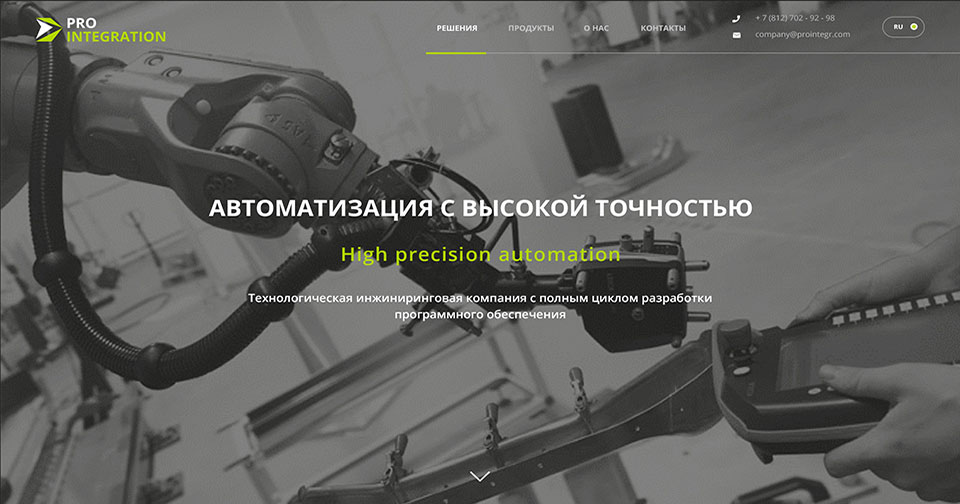 PRO
INTEGRATION
РЕШЕНИЯ
ПРОДУКТЫ
О НАС
КОНТАКТЫ
+ 7 (812) 702 - 92 - 98
company@prointegr.com
RU
АВТОМАТИЗАЦИЯ С ВЫСОКОЙ ТОЧНОСТЬЮ
High precision automation
Технологическая инжиниринговая компания с полным циклом разработки
программного обеспечения